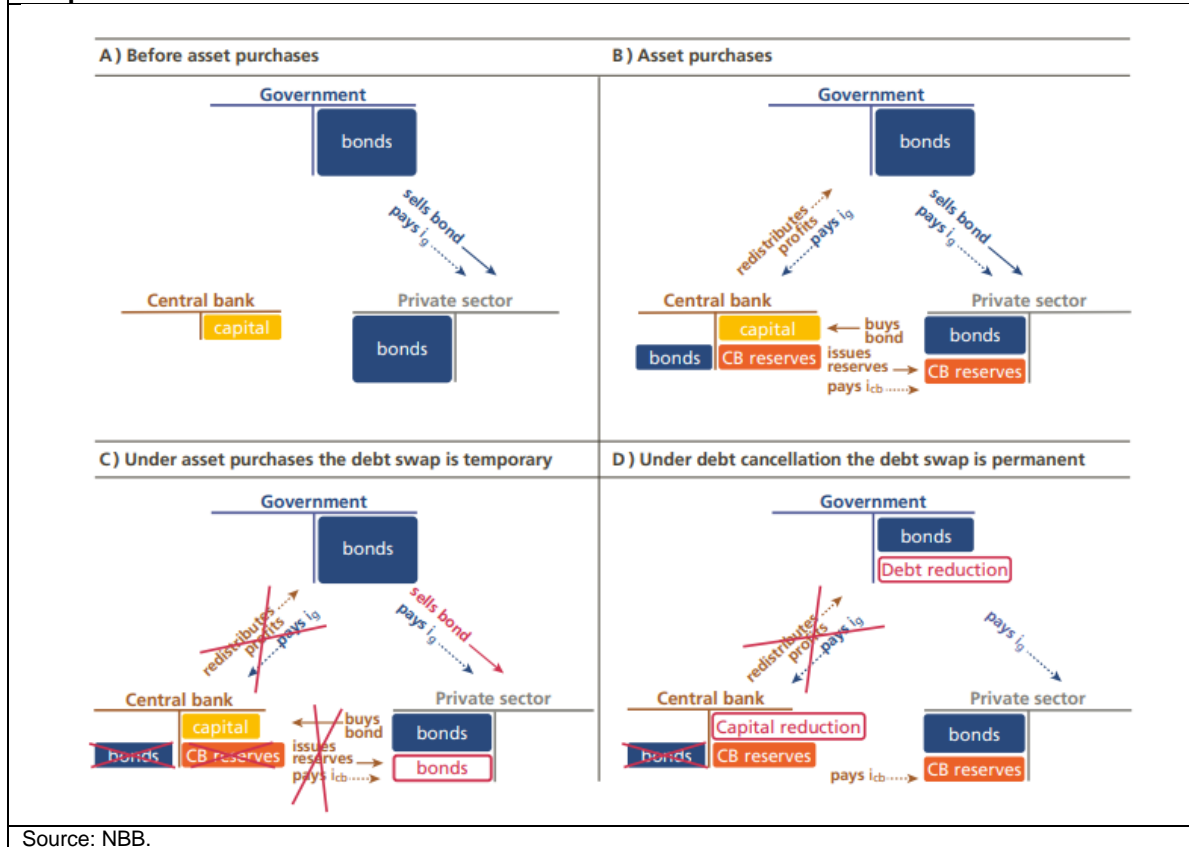 A) Before asset purchases
Government
bonds
sells bond
pays ig
Central bank
capital
Private sector
bonds
B) Asset purchases
Government
bonds
redistributes
profits
pays ig
sells bond
pays ig
Central bank
capital
bonds
CB reserves
buys
bond
issues
reserves
pays icb
Private sector
bonds
CB reserves
C) Under asset purchases the debt swap is temporary
Government
bonds
redistributes
profits
pays ig
sells bond
pays ig
Central bank
capital
bonds
CB reserves
buys
bond
issues
reserves
pays icb
Private sector
bonds
bonds
D) Under debt cancellation the debt swap is permanent
Government
bonds
Debt reduction
redistributes
profits
pays ig
pays ig
Central bank
Capital reduction
bonds
CB reserves
pays icb
Private sector
bonds
CB reserves
Source: NBB.